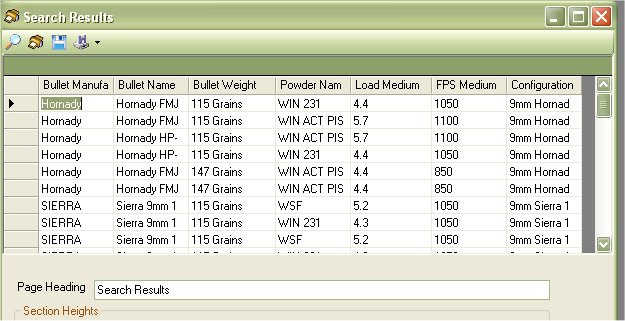 Search Results
Bullet Manufa Bullet Name Bullet Weight Powder Nam Load Medium FPS Medium Configuration
Hornady Hornady FMJ 115 Grains WIN 231 4.4 1050 9mm Hornad
Hornady Hornady FMJ 115 Grains WIN ACT PIS 5.7 1100 9mm Hornad
Hornady Hornady HP- 115 Grains WIN ACT PIS 5.7 1100 9mm Hornad
Hornady Hornady HP- 115 Grains WIN 231 4.4 1050 9mm Hornad
Hornady Hornady FMJ 147 Grains WIN ACT PIS 4.4 850 9mm Hornad
Hornady Hornady FMJ 147 Grains WIN ACT PIS 4.4 850 9mm Hornad
SIERRA Sierra 9mm 1 115 Grains WSF 5.2 1050 9mm Sierra 1
SIERRA Sierra 9mm 1 115 Grains WIN 231 4.3 1050 9mm Sierra 1
SIERRA Sierra 9mm 1 115 Grains WSF 5.2 1050 9mm Sierra 1
Page Heading Search Results
Section Heights